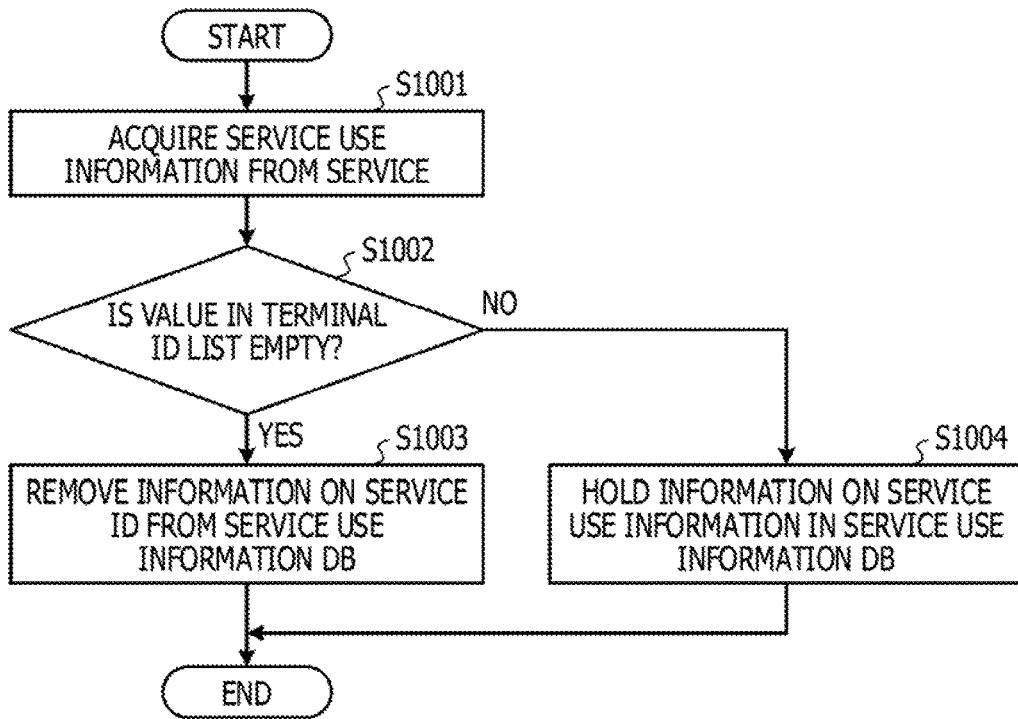 START
S1001
ACQUIRE SERVICE USE
INFORMATION FROM SERVICE
S1002
IS VALUE IN TERMINAL
ID LIST EMPTY?
NO
YES
S1003
REMOVE INFORMATION ON SERVICE
ID FROM SERVICE USE
INFORMATION DB
S1004
HOLD INFORMATION ON SERVICE
USE INFORMATION IN SERVICE USE
INFORMATION DB
END